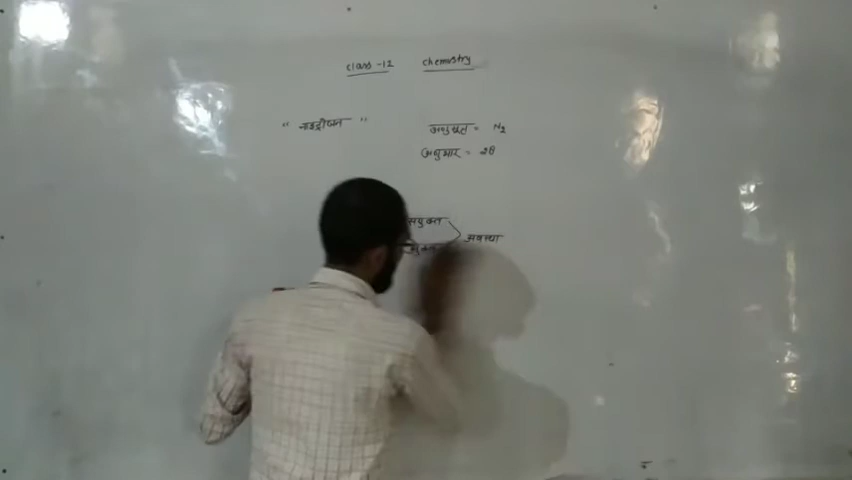 Class -12 Chemistry
" नाइट्रोजन " अणुसूत्र = N2
अणुभार = 28
संयुक्त
मुक्त अवस्था